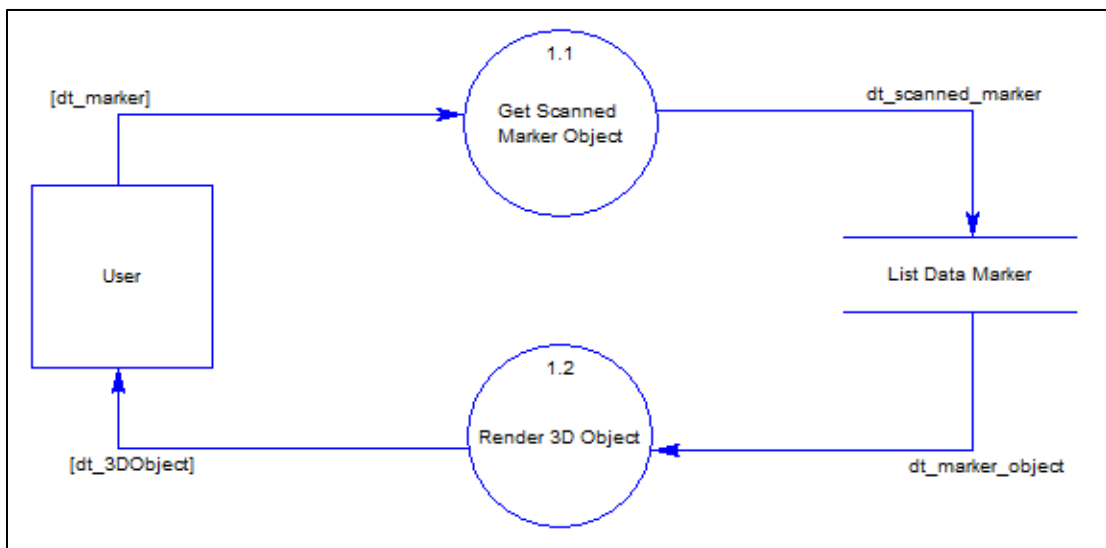 1.1
[dt_marker]
dt_scanned_marker
Get Scanned
Marker Object
User
List Data Marker
1.2
Render 3D Object
[dt_3DObject]
dt_marker_object